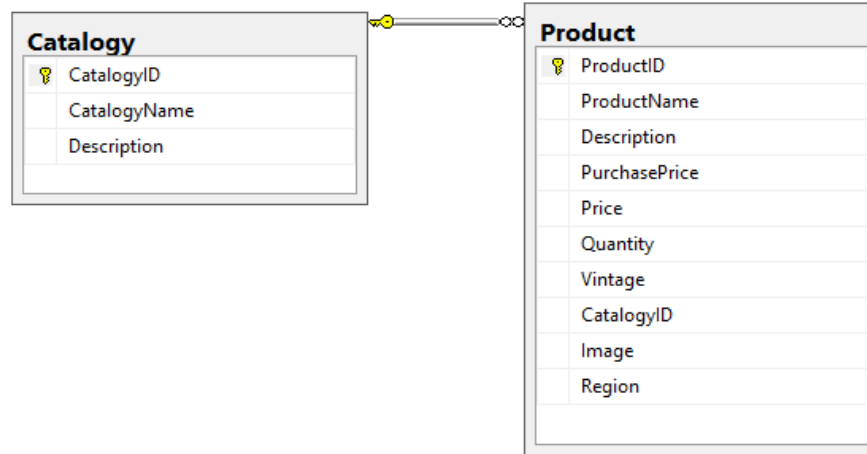 Catalogy
CatalogyID
CatalogyName
Description
Product
ProductID
ProductName
Description
PurchasePrice
Price
Quantity
Vintage
CatalogyID
Image
Region